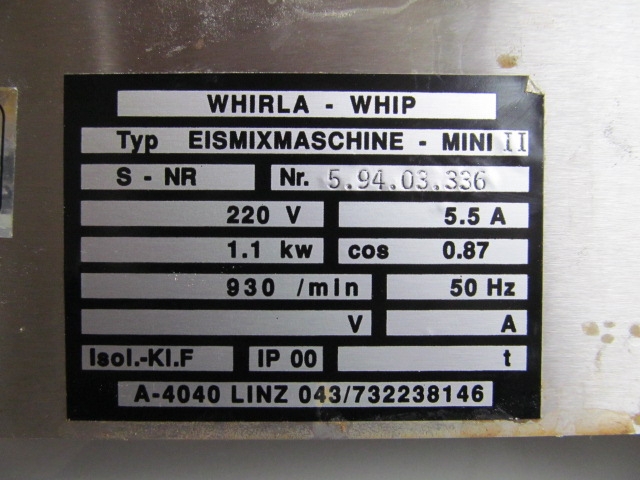 WHIRLA - WHIP
Typ EISMIXMASCHINE - MINI II
S - NR Nr. 5.94.03.336
220 V 5.5 A
1.1 kw cos 0.87
930 /min 50 Hz
V A
Isol.-Kl.F IP 00 t
A-4040 LINZ 043/732238146